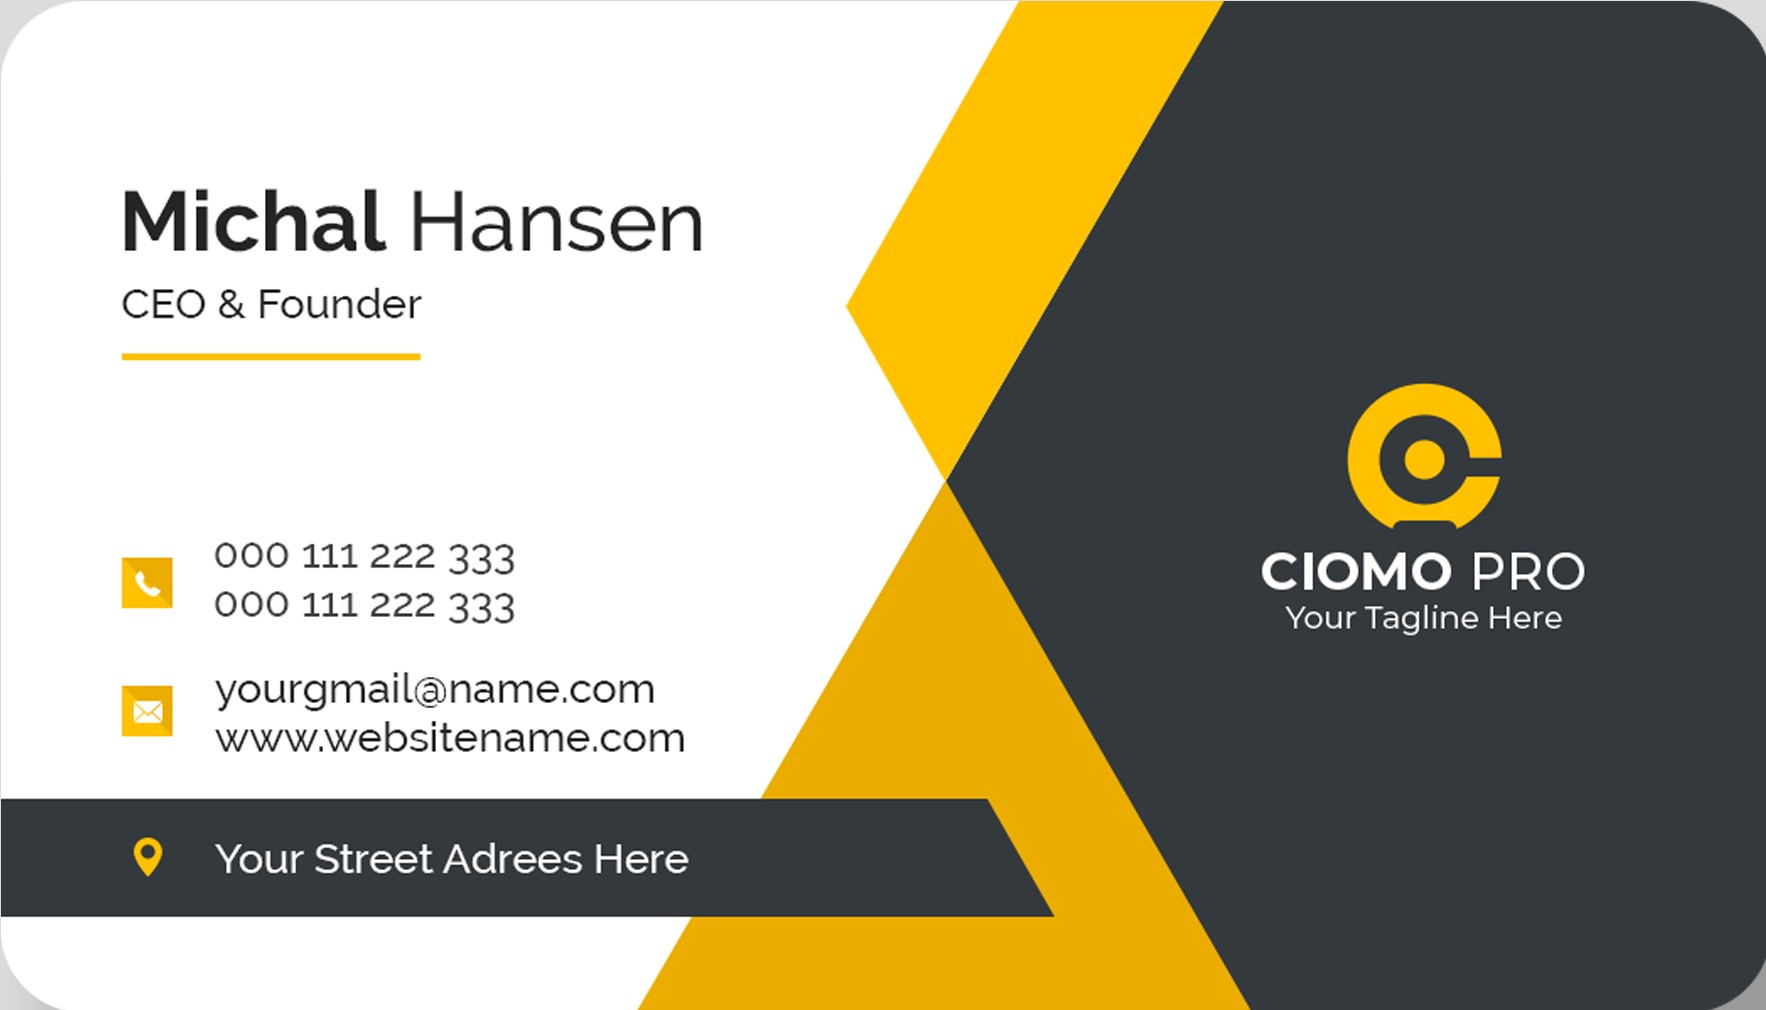 Michal Hansen
CEO & Founder
000 111 222 333
000 111 222 333
yourgmail@name.com
www.websitename.com
Your Street Adrees Here
CIOMO PRO
Your Tagline Here